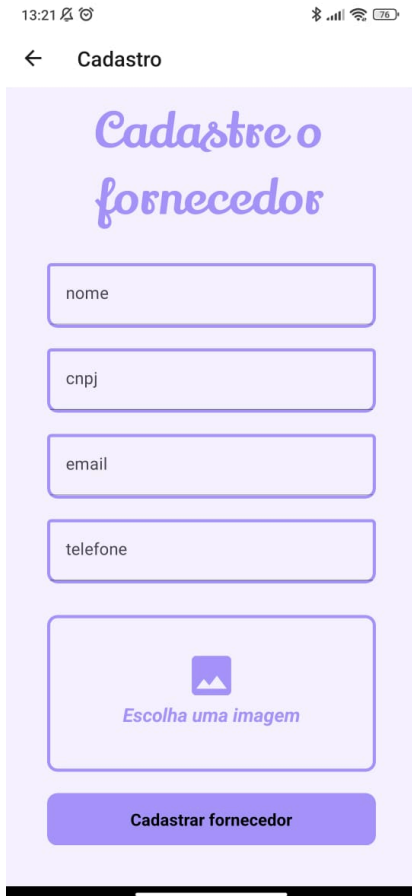 13:21
76
Cadastro
Cadastre o
fornecedor
nome
cnpj
email
telefone
Escolha uma imagem
Cadastrar fornecedor